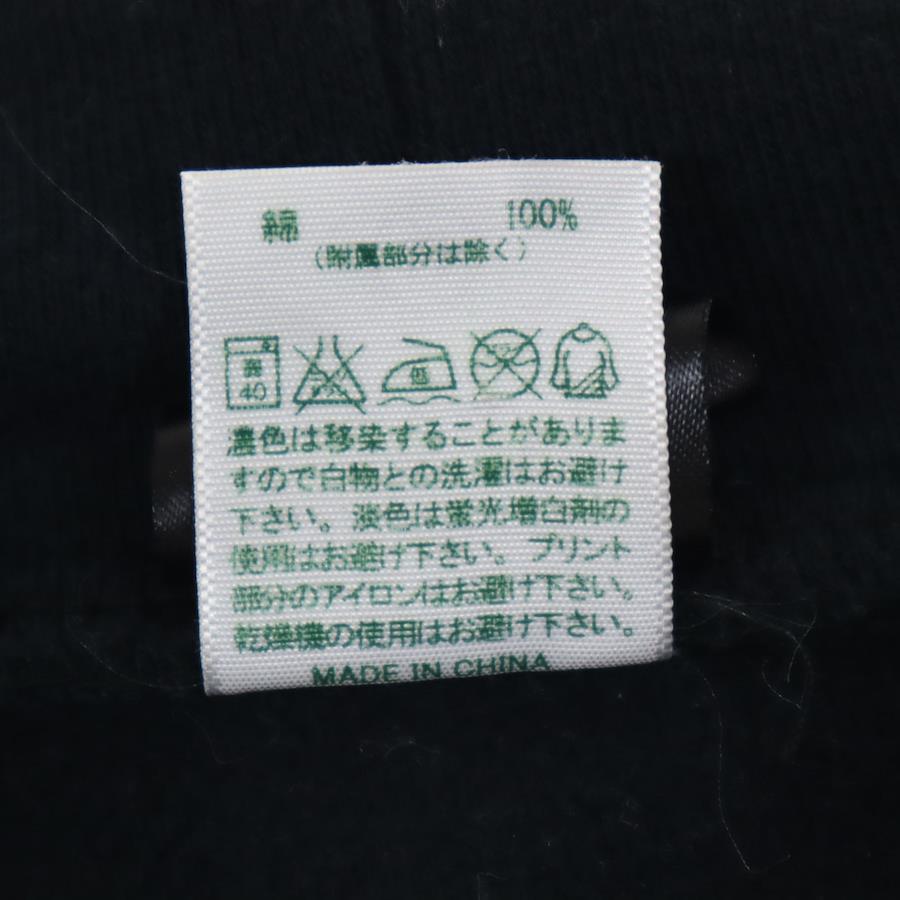 綿 100%
(附属部分は除く)
40
低
濃色は移染することがありま
すので白物との洗濯はお避け
下さい。淡色は蛍光増白剤の
使用はお避け下さい。プリント
部分のアイロンはお避け下さい。
乾燥機の使用はお避け下さい。
MADE IN CHINA